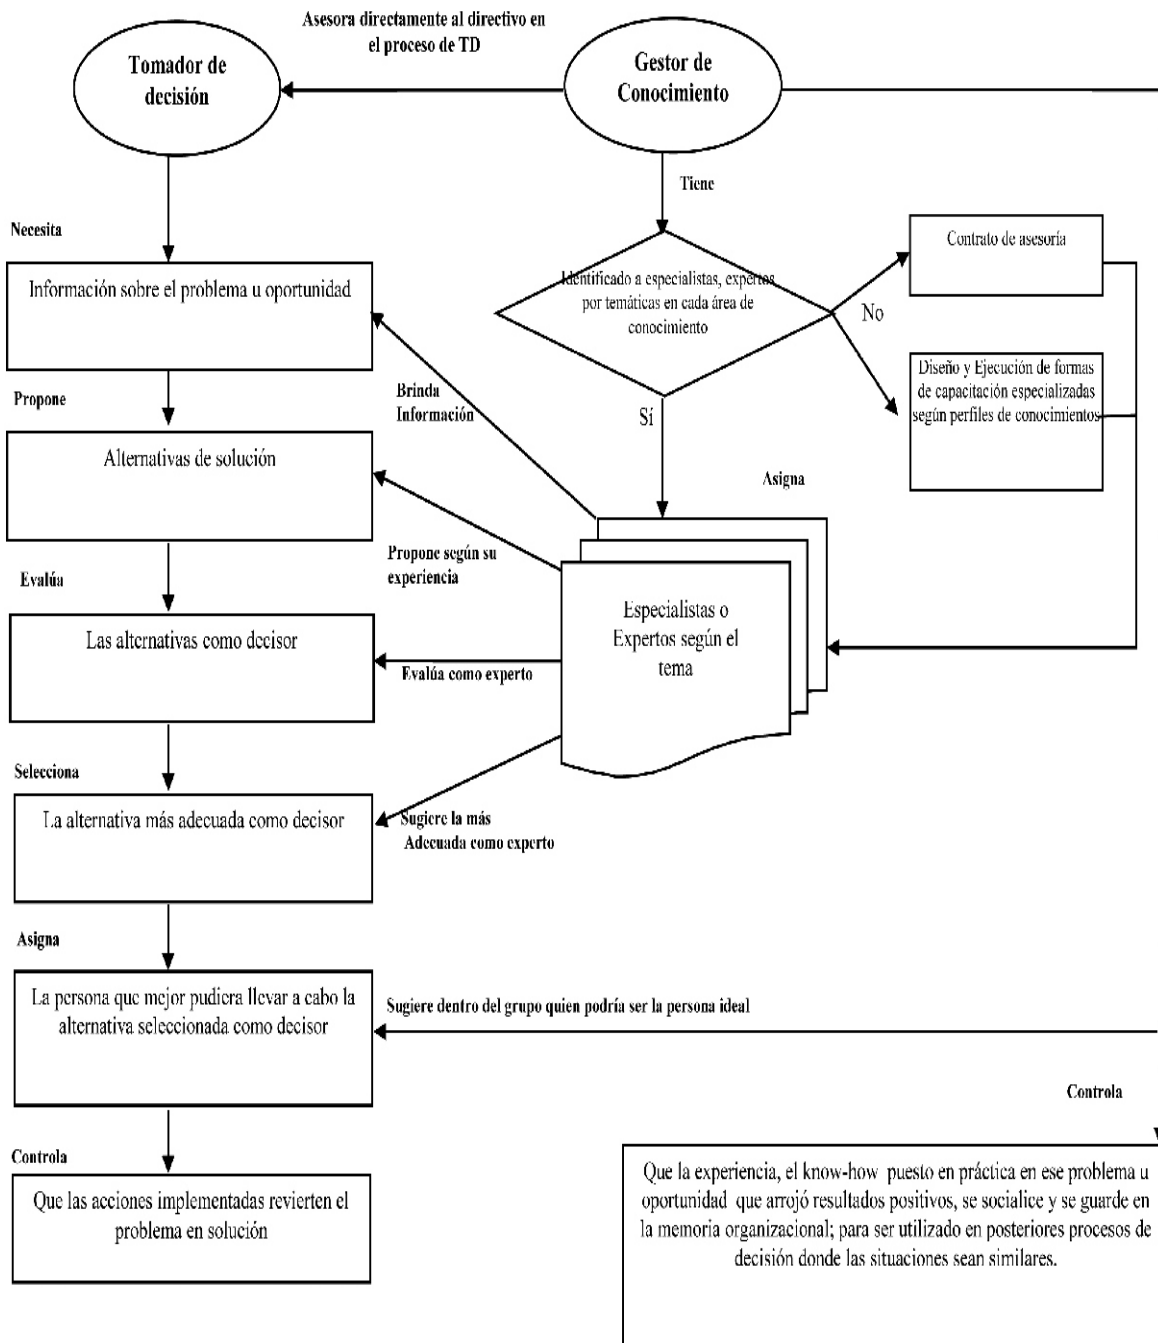 Asesora directamente al directivo en
el proceso de TD
Tomador de
decisión
Gestor de
Conocimiento
Tiene
Necesita
Contrato de asesoría
Identificado a especialistas, expertos
por temáticas en cada área de
conocimiento
No
Información sobre el problema u oportunidad
Diseño y Ejecución de formas
de capacitación especializadas
según perfiles de conocimientos
Brinda
Información
Propone
Sí
Alternativas de solución
Asigna
Propone según su
experiencia
Evalúa
Especialistas o
Expertos según el
tema
Las alternativas como decisor
Evalúa como experto
Selecciona
La alternativa más adecuada como decisor
Sugiere la más
Adecuada como experto
Asigna
La persona que mejor pudiera llevar a cabo la
alternativa seleccionada como decisor
Sugiere dentro del grupo quien podría ser la persona ideal
Controla
Controla
Que las acciones implementadas revierten el
problema en solución
Que la experiencia, el know-how puesto en práctica en ese problema u
oportunidad que arrojó resultados positivos, se socialice y se guarde en
la memoria organizacional; para ser utilizado en posteriores procesos de
decisión donde las situaciones sean similares.